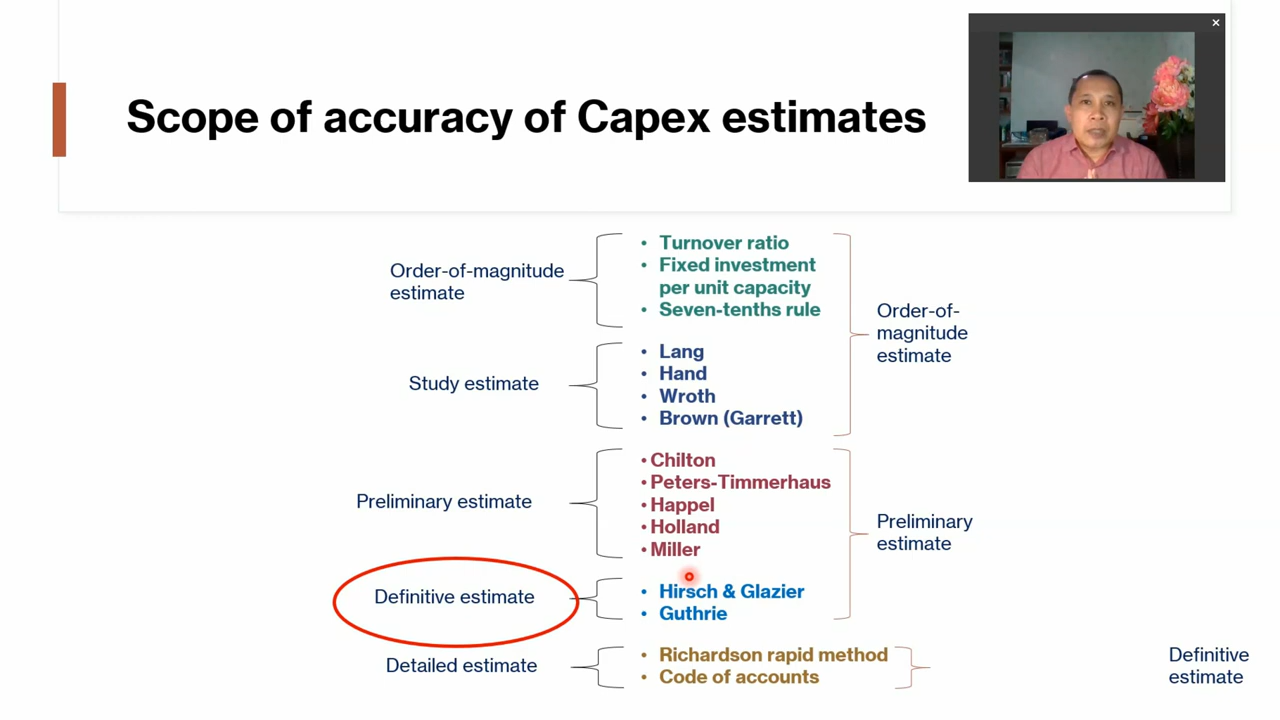 Scope of accuracy of Capex estimates
×
Order-of-magnitude
estimate
• Turnover ratio
• Fixed investment
per unit capacity
• Seven-tenths rule
Order-of-
magnitude
estimate
Study estimate
• Lang
• Hand
• Wroth
• Brown (Garrett)
Preliminary estimate
• Chilton
• Peters-Timmerhaus
• Happel
• Holland
• Miller
Preliminary
estimate
Definitive estimate
• Hirsch & Glazier
• Guthrie
Detailed estimate
• Richardson rapid method
• Code of accounts
Definitive
estimate